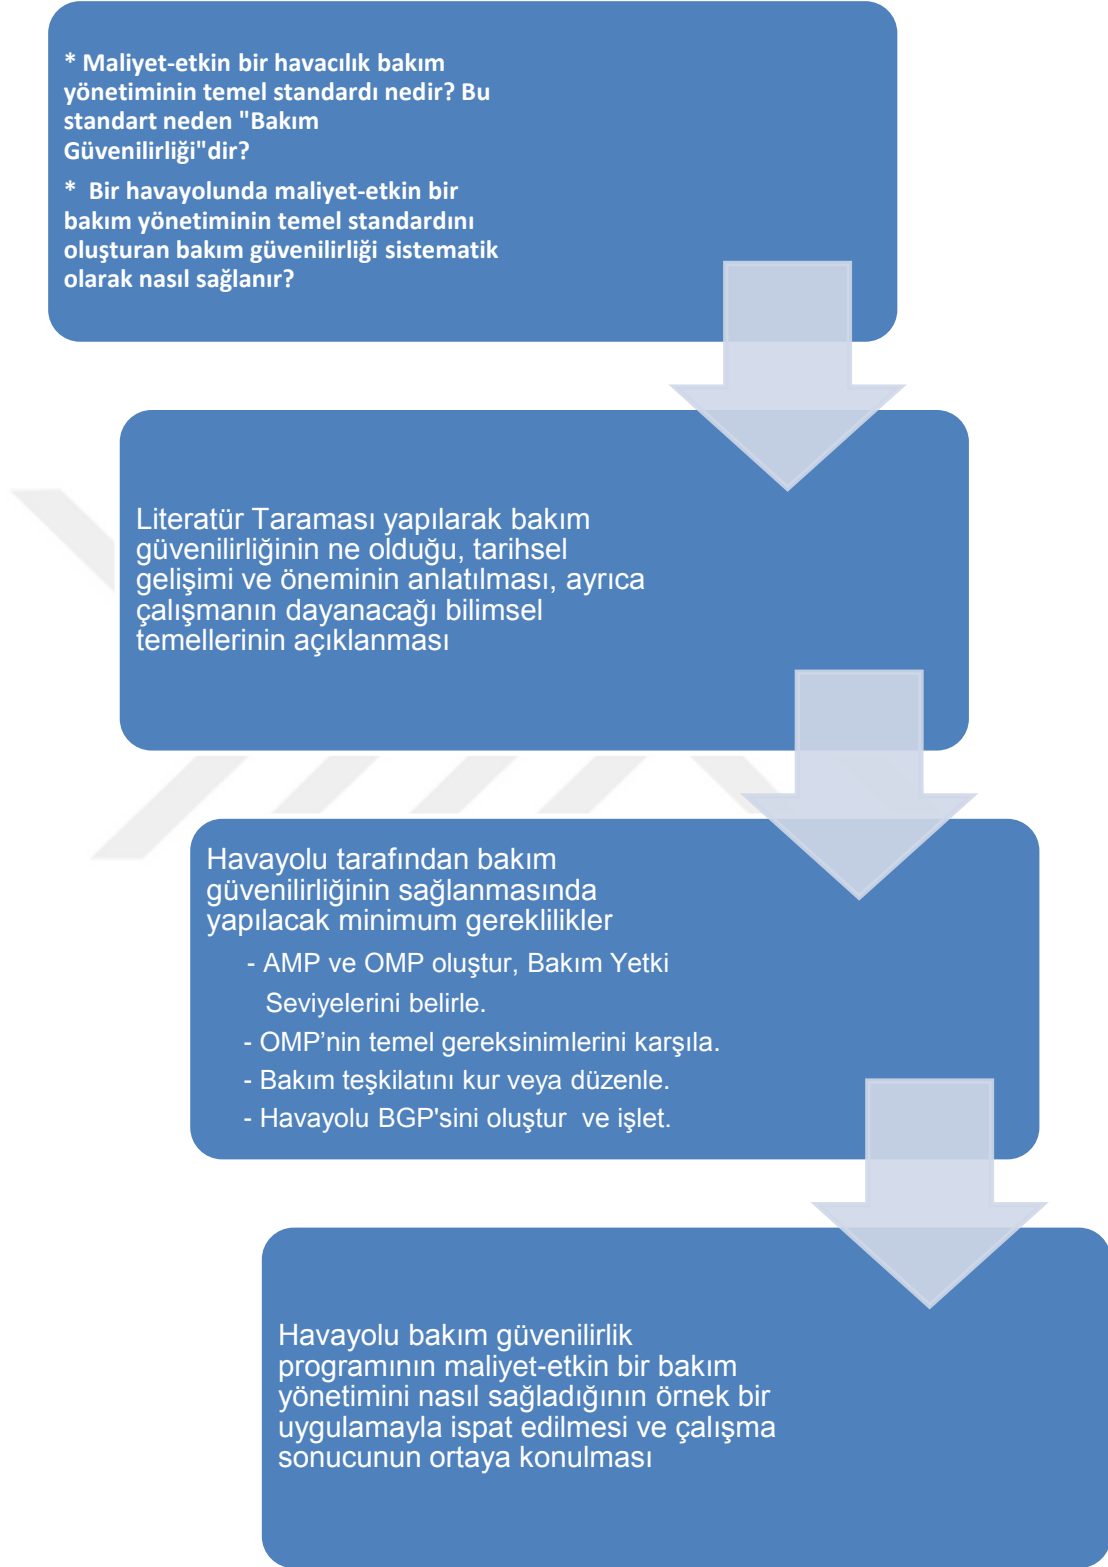 * Maliyet-etkin bir havacılık bakım
yönetiminin temel standardı nedir? Bu
standart neden "Bakım
Güvenilirliği"dir?
* Bir havayolunda maliyet-etkin bir
bakım yönetiminin temel standardını
oluşturan bakım güvenilirliği sistematik
olarak nasıl sağlanır?
Literatür Taraması yapılarak bakım
güvenilirliğinin ne olduğu, tarihsel
gelişimi ve öneminin anlatılması, ayrıca
çalışmanın dayanacağı bilimsel
temellerinin açıklanması
Havayolu tarafından bakım
güvenilirliğinin sağlanmasında
yapılacak minimum gereklilikler
- AMP ve OMP oluştur, Bakım Yetki
Seviyelerini belirle.
- OMP’nin temel gereksinimlerini karşıla.
- Bakım teşkilatını kur veya düzenle.
- Havayolu BGP'sini oluştur ve işlet.
Havayolu bakım güvenilirlik
programının maliyet-etkin bir bakım
yönetimini nasıl sağladığının örnek bir
uygulamayla ispat edilmesi ve çalışma
sonucunun ortaya konulması